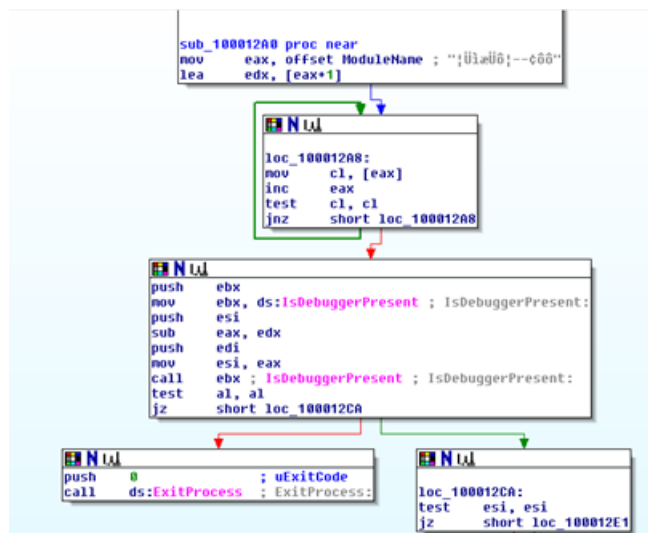 sub_100012A0 proc near
mov eax, offset ModuleName ; "¦ÜìæÜô¦--¢ôô"
lea edx, [eax+1]
loc_100012A8:
mov cl, [eax]
inc eax
test cl, cl
jnz short loc_100012A8
push ebx
mov ebx, ds:IsDebuggerPresent ; IsDebuggerPresent:
push esi
sub eax, edx
push edi
mov esi, eax
call ebx ; IsDebuggerPresent ; IsDebuggerPresent:
test al, al
jz short loc_100012CA
push 0 ; uExitCode
call ds:ExitProcess ; ExitProcess:
loc_100012CA:
test esi, esi
jz short loc_100012E1